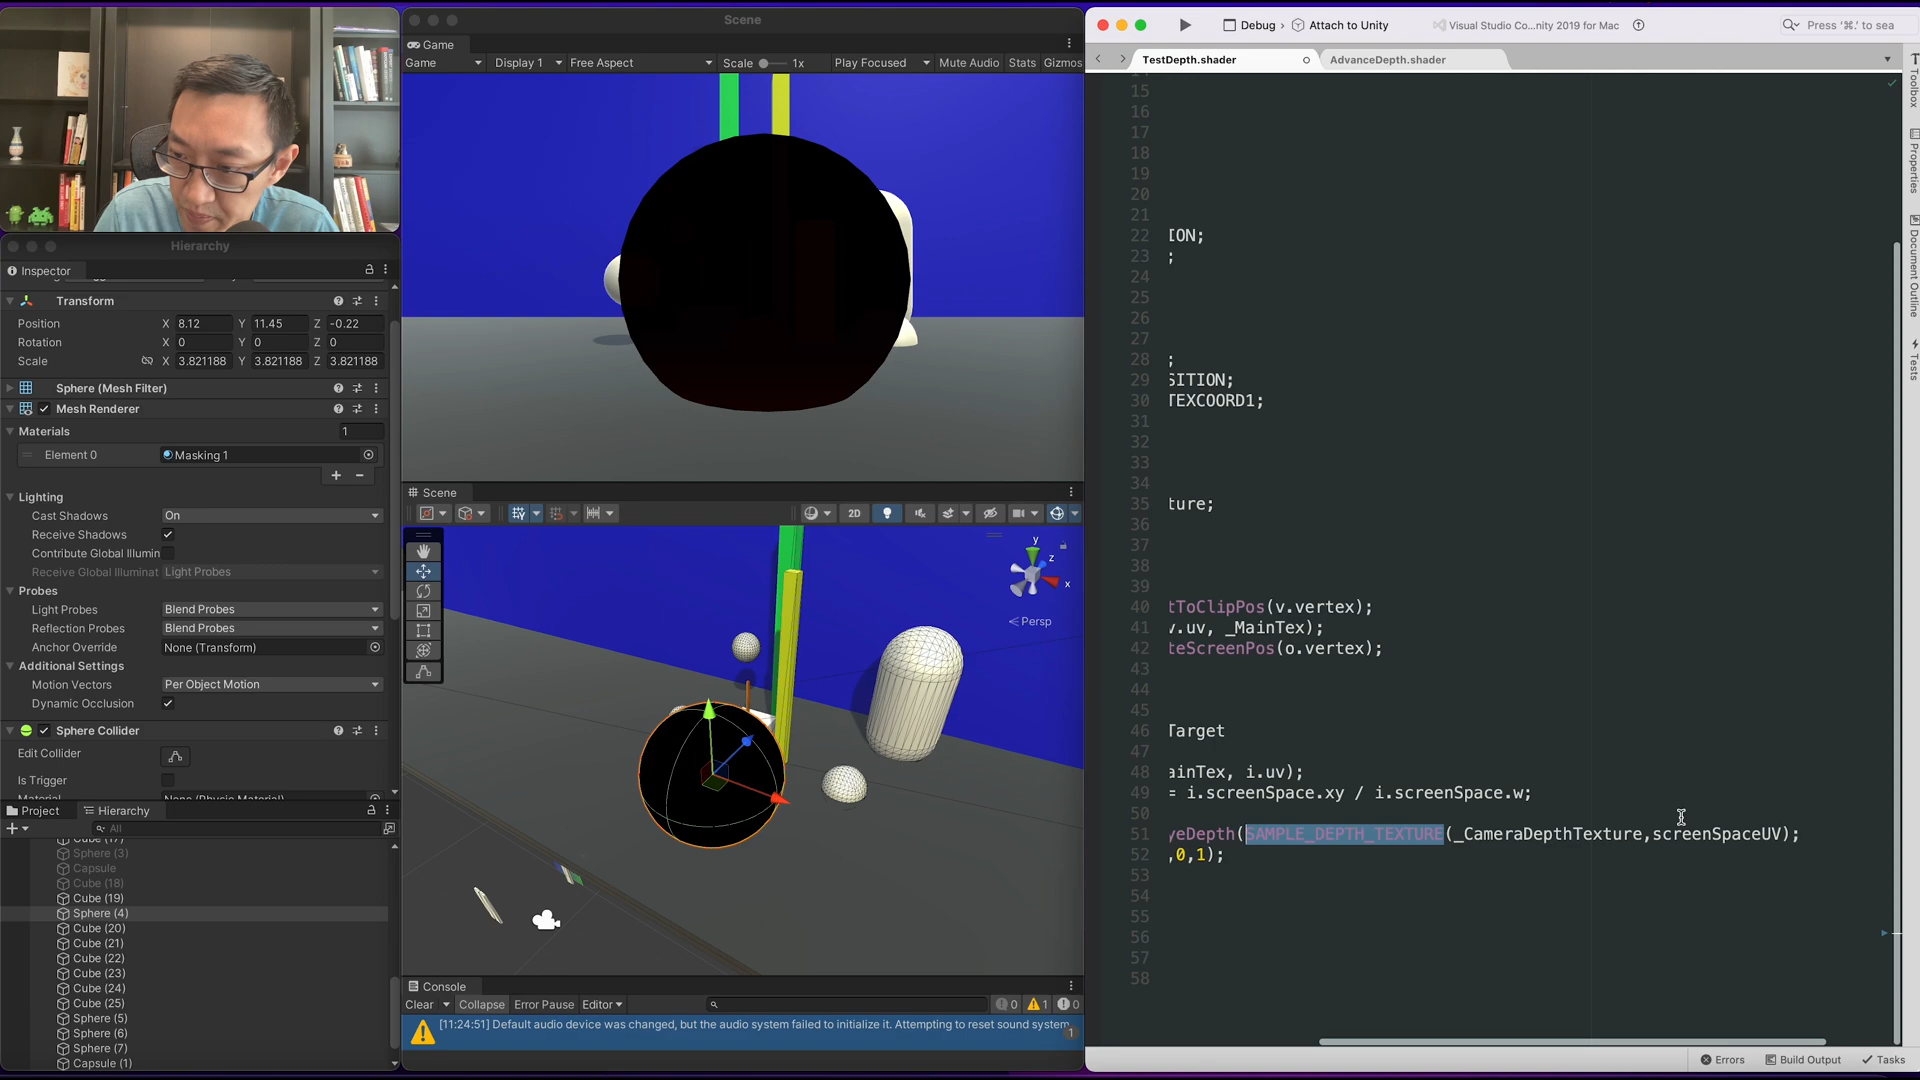 Hierarchy
Inspector
Transform
Position X 8.12 Y 11.45 Z -0.22
Rotation X 0 Y 0 Z 0
Scale X 3.821188 Y 3.821188 Z 3.821188
Sphere (Mesh Filter)
Mesh Renderer
Materials 1
Element 0 Masking 1
Lighting
Cast Shadows On
Receive Shadows
Contribute Global Illumin
Receive Global Illuminat Light Probes
Probes
Light Probes Blend Probes
Reflection Probes Blend Probes
Anchor Override None (Transform)
Additional Settings
Motion Vectors Per Object Motion
Dynamic Occlusion
Sphere Collider
Edit Collider
Is Trigger
Project Hierarchy
All
Sphere (3)
Capsule
Cube (18)
Cube (19)
Sphere (4)
Cube (20)
Cube (21)
Cube (22)
Cube (23)
Cube (24)
Cube (25)
Sphere (5)
Sphere (6)
Sphere (7)
Capsule (1)
Scene
Game
Game Display 1 Free Aspect Scale 1x Play Focused Mute Audio Stats Gizmos
Scene
2D
y
z
x
Persp
Console
Clear Collapse Error Pause Editor 0 1 0
[11:24:51] Default audio device was changed, but the audio system failed to initialize it. Attempting to reset sound system
1
Debug › Attach to Unity Visual Studio Co...nity 2019 for Mac Press '⌘.' to sea
TestDepth.shader AdvanceDepth.shader
15
16
17
18
19
20
21
22 ION;
23 ;
24
25
26
27
28 ;
29 SITION;
30 TEXCOORD1;
31
32
33
34
35 ture;
36
37
38
39
40 tToClipPos(v.vertex);
41 v.uv, _MainTex);
42 teScreenPos(o.vertex);
43
44
45
46 Target
47
48 ainTex, i.uv);
49 = i.screenSpace.xy / i.screenSpace.w;
50
51 yeDepth(SAMPLE_DEPTH_TEXTURE(_CameraDepthTexture,screenSpaceUV);
52 ,0,1);
53
54
55
56
57
58
Toolbox
Properties
Document Outline
Tests
Errors Build Output Tasks